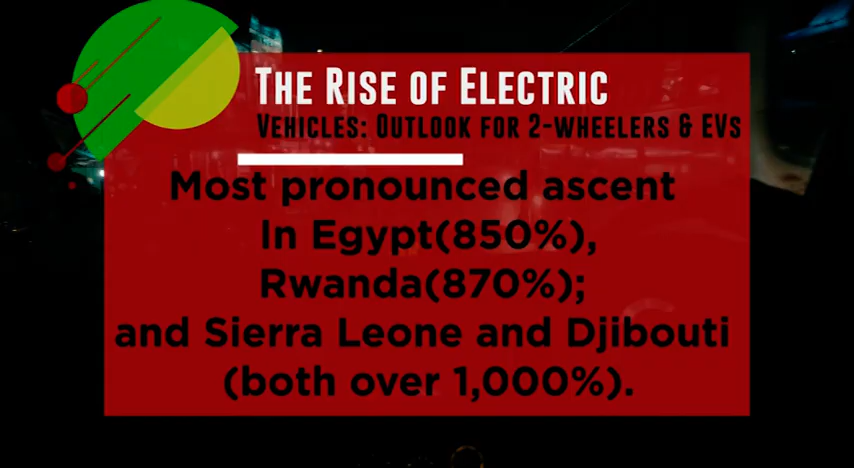 The Rise of Electric
Vehicles: Outlook for 2-wheelers & EVs
Most pronounced ascent
In Egypt(850%),
Rwanda(870%);
and Sierra Leone and Djibouti
(both over 1,000%).